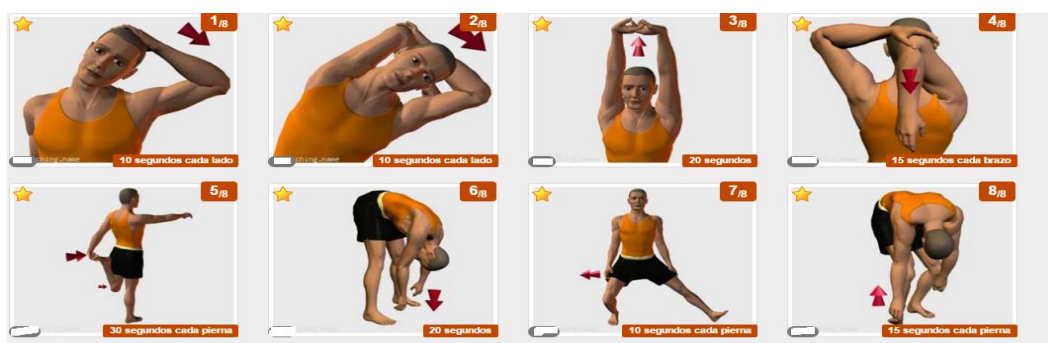 1/8
10 segundos cada lado
2/8
10 segundos cada lado
3/8
20 segundos
4/8
15 segundos cada brazo
5/8
30 segundos cada pierna
6/8
20 segundos
7/8
10 segundos cada pierna
8/8
15 segundos cada pierna